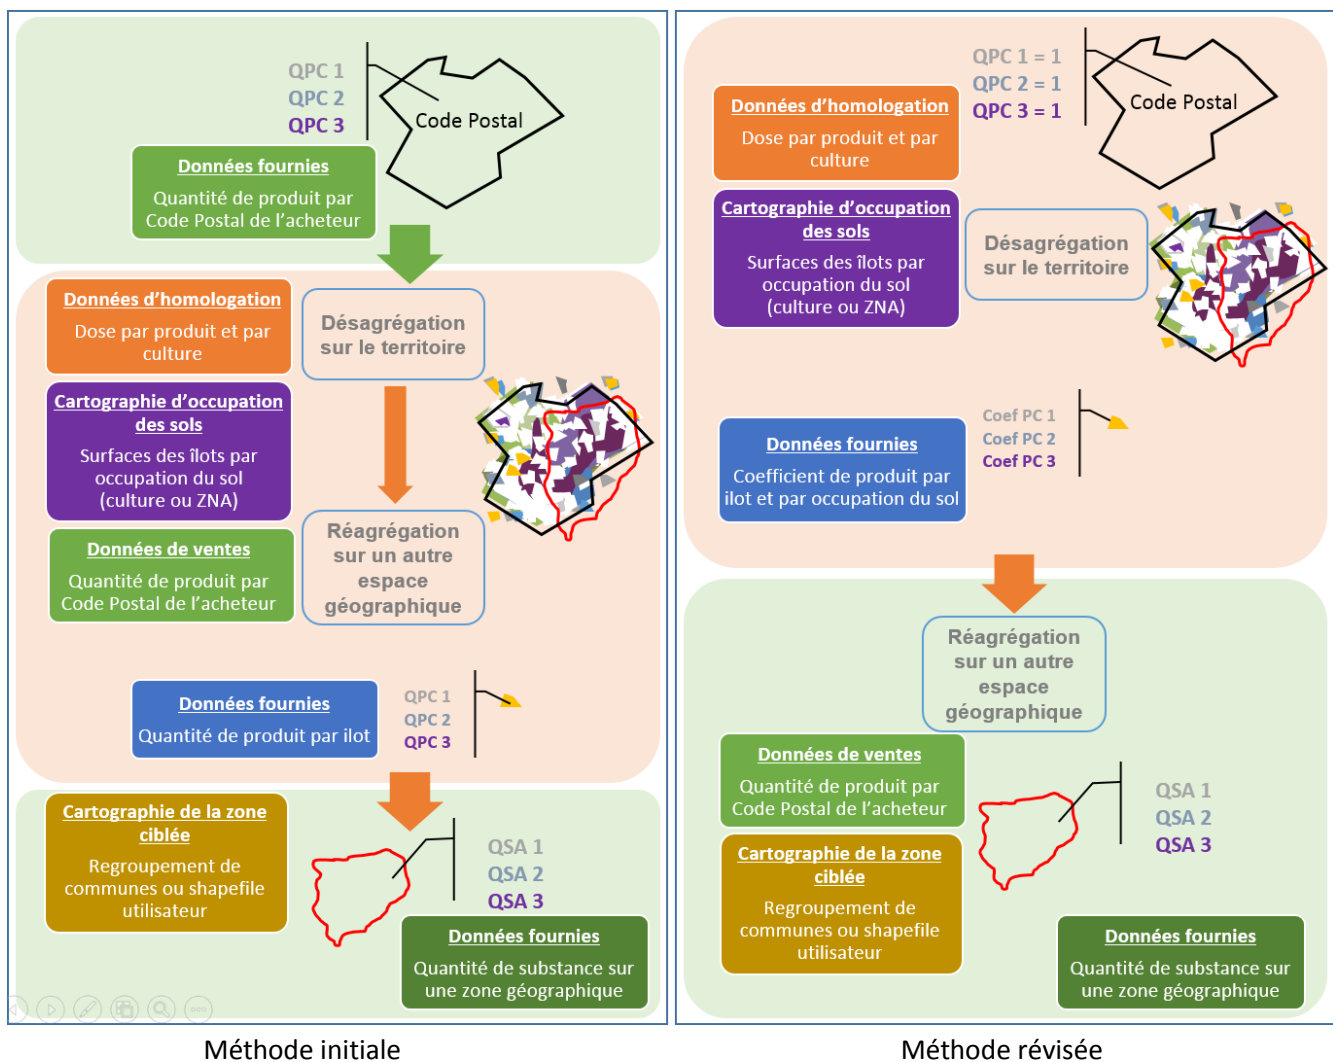 QPC 1
QPC 2
QPC 3
Code Postal
Données fournies
Quantité de produit par
Code Postal de l'acheteur
Données d'homologation
Dose par produit et par
culture
Désagrégation
sur le territoire
Cartographie d'occupation
des sols
Surfaces des îlots par
occupation du sol
(culture ou ZNA)
Données de ventes
Quantité de produit par
Code Postal de l'acheteur
Réagrégation
sur un autre
espace
géographique
Données fournies
Quantité de produit par ilot
QPC 1
QPC 2
QPC 3
Cartographie de la zone
ciblée
Regroupement de
communes ou shapefile
utilisateur
QSA 1
QSA 2
QSA 3
Données fournies
Quantité de substance sur
une zone géographique
Méthode initiale
QPC 1 = 1
QPC 2 = 1
QPC 3 = 1
Code Postal
Données d'homologation
Dose par produit et par
culture
Cartographie d'occupation
des sols
Surfaces des îlots par
occupation du sol
(culture ou ZNA)
Désagrégation
sur le territoire
Données fournies
Coefficient de produit par
ilot et par occupation du sol
Coef PC 1
Coef PC 2
Coef PC 3
Réagrégation
sur un autre
espace
géographique
Données de ventes
Quantité de produit par
Code Postal de l'acheteur
Cartographie de la zone
ciblée
Regroupement de
communes ou shapefile
utilisateur
QSA 1
QSA 2
QSA 3
Données fournies
Quantité de substance sur
une zone géographique
Méthode révisée